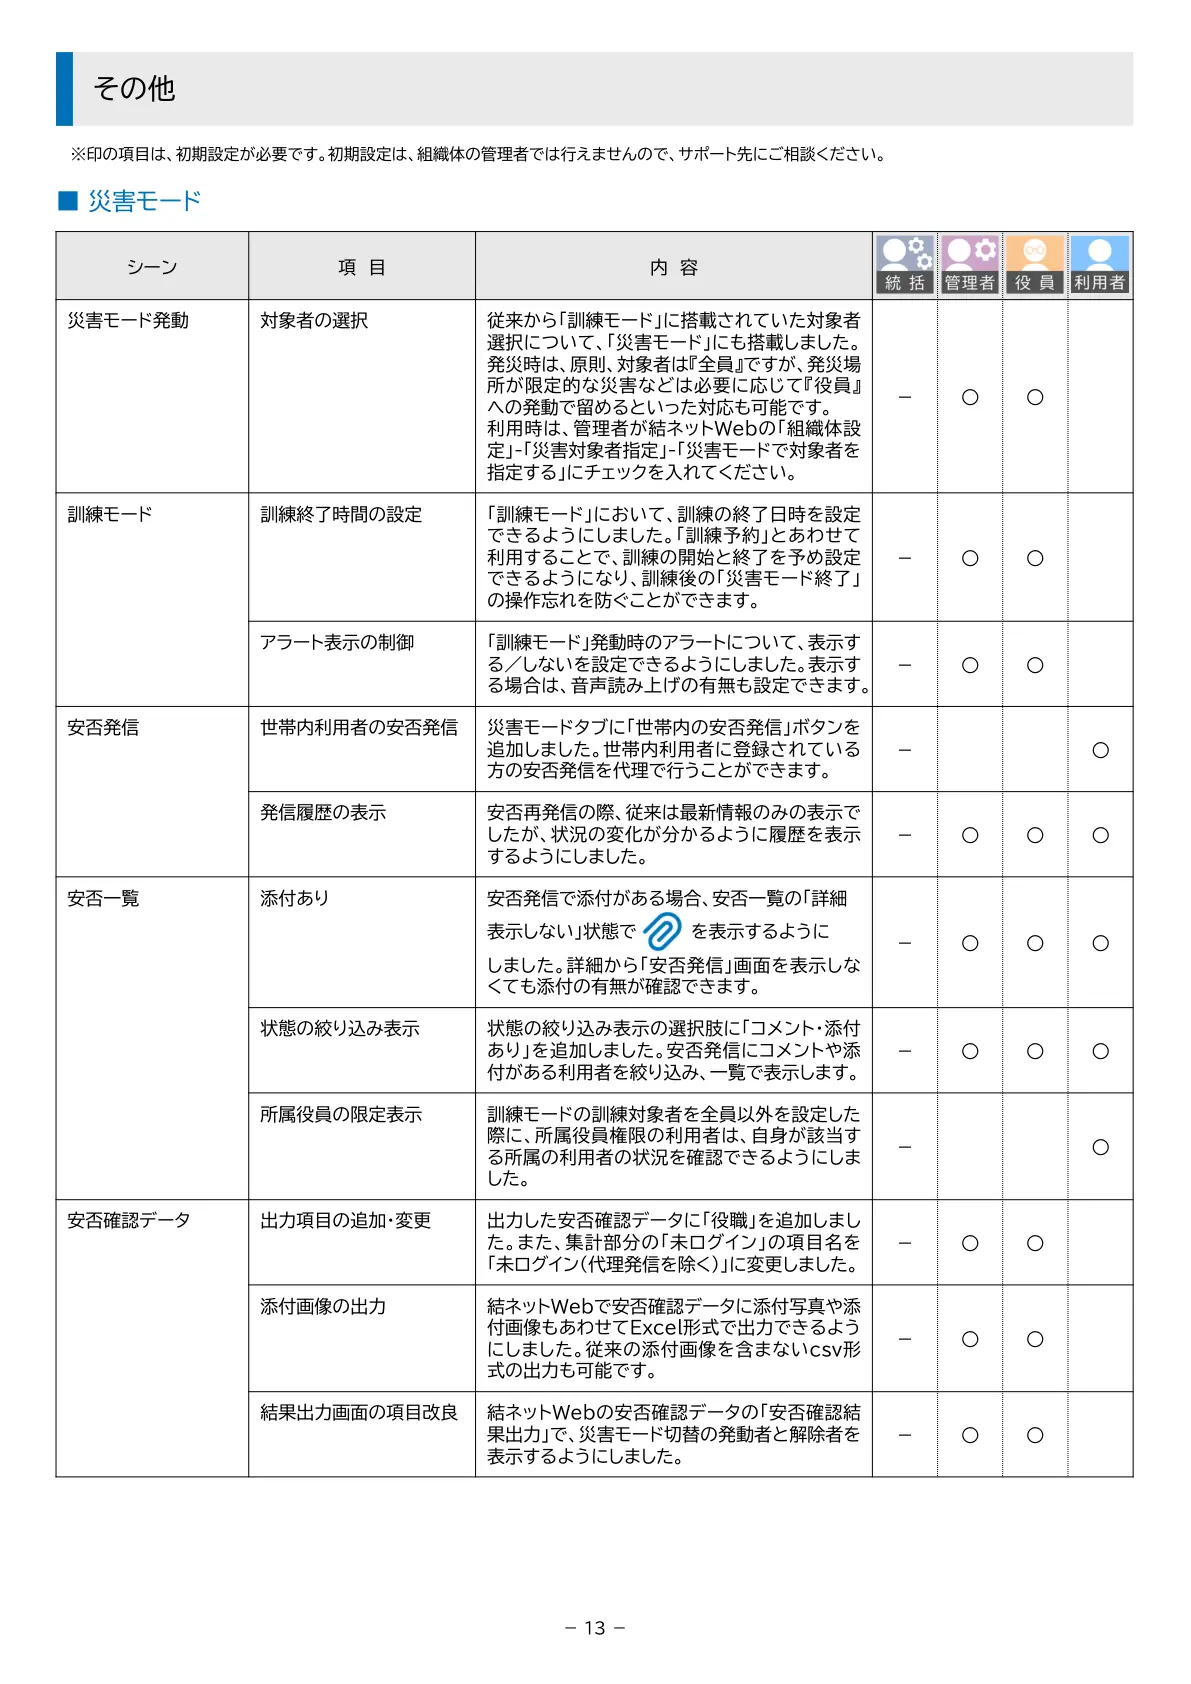 その他
※印の項目は、初期設定が必要です。初期設定は、組織体の管理者では行えませんので、サポート先にご相談ください。
■ 災害モード
シーン 項 目 内 容 統 括 管理者 役 員 利用者
災害モード発動 対象者の選択 従来から「訓練モード」に搭載されていた対象者
選択について、「災害モード」にも搭載しました。
発災時は、原則、対象者は『全員』ですが、発災場
所が限定的な災害などは必要に応じて『役員』
への発動で留めるといった対応も可能です。
利用時は、管理者が結ネットWebの「組織体設
定」-「災害対象者指定」-「災害モードで対象者を
指定する」にチェックを入れてください。
－ ○ ○
訓練モード 訓練終了時間の設定 「訓練モード」において、訓練の終了日時を設定
できるようにしました。「訓練予約」とあわせて
利用することで、訓練の開始と終了を予め設定
できるようになり、訓練後の「災害モード終了」
の操作忘れを防ぐことができます。
－ ○ ○
アラート表示の制御 「訓練モード」発動時のアラートについて、表示す
る／しないを設定できるようにしました。表示す
る場合は、音声読み上げの有無も設定できます。
－ ○ ○
安否発信 世帯内利用者の安否発信 災害モードタブに「世帯内の安否発信」ボタンを
追加しました。世帯内利用者に登録されている
方の安否発信を代理で行うことができます。
－ ○
発信履歴の表示 安否再発信の際、従来は最新情報のみの表示で
したが、状況の変化が分かるように履歴を表示
するようにしました。
－ ○ ○ ○
安否一覧 添付あり 安否発信で添付がある場合、安否一覧の「詳細
表示しない」状態で を表示するように
しました。詳細から「安否発信」画面を表示しな
くても添付の有無が確認できます。
－ ○ ○ ○
状態の絞り込み表示 状態の絞り込み表示の選択肢に「コメント・添付
あり」を追加しました。安否発信にコメントや添
付がある利用者を絞り込み、一覧で表示します。
－ ○ ○ ○
所属役員の限定表示 訓練モードの訓練対象者を全員以外を設定した
際に、所属役員権限の利用者は、自身が該当す
る所属の利用者の状況を確認できるようにしま
した。
－ ○
安否確認データ 出力項目の追加・変更 出力した安否確認データに「役職」を追加しまし
た。また、集計部分の「未ログイン」の項目名を
「未ログイン（代理発信を除く）」に変更しました。
－ ○ ○
添付画像の出力 結ネットWebで安否確認データに添付写真や添
付画像もあわせてExcel形式で出力できるよう
にしました。従来の添付画像を含まないcsv形
式の出力も可能です。
－ ○ ○
結果出力画面の項目改良 結ネットWebの安否確認データの「安否確認結
果出力」で、災害モード切替の発動者と解除者を
表示するようにしました。
－ ○ ○
－ 13 －